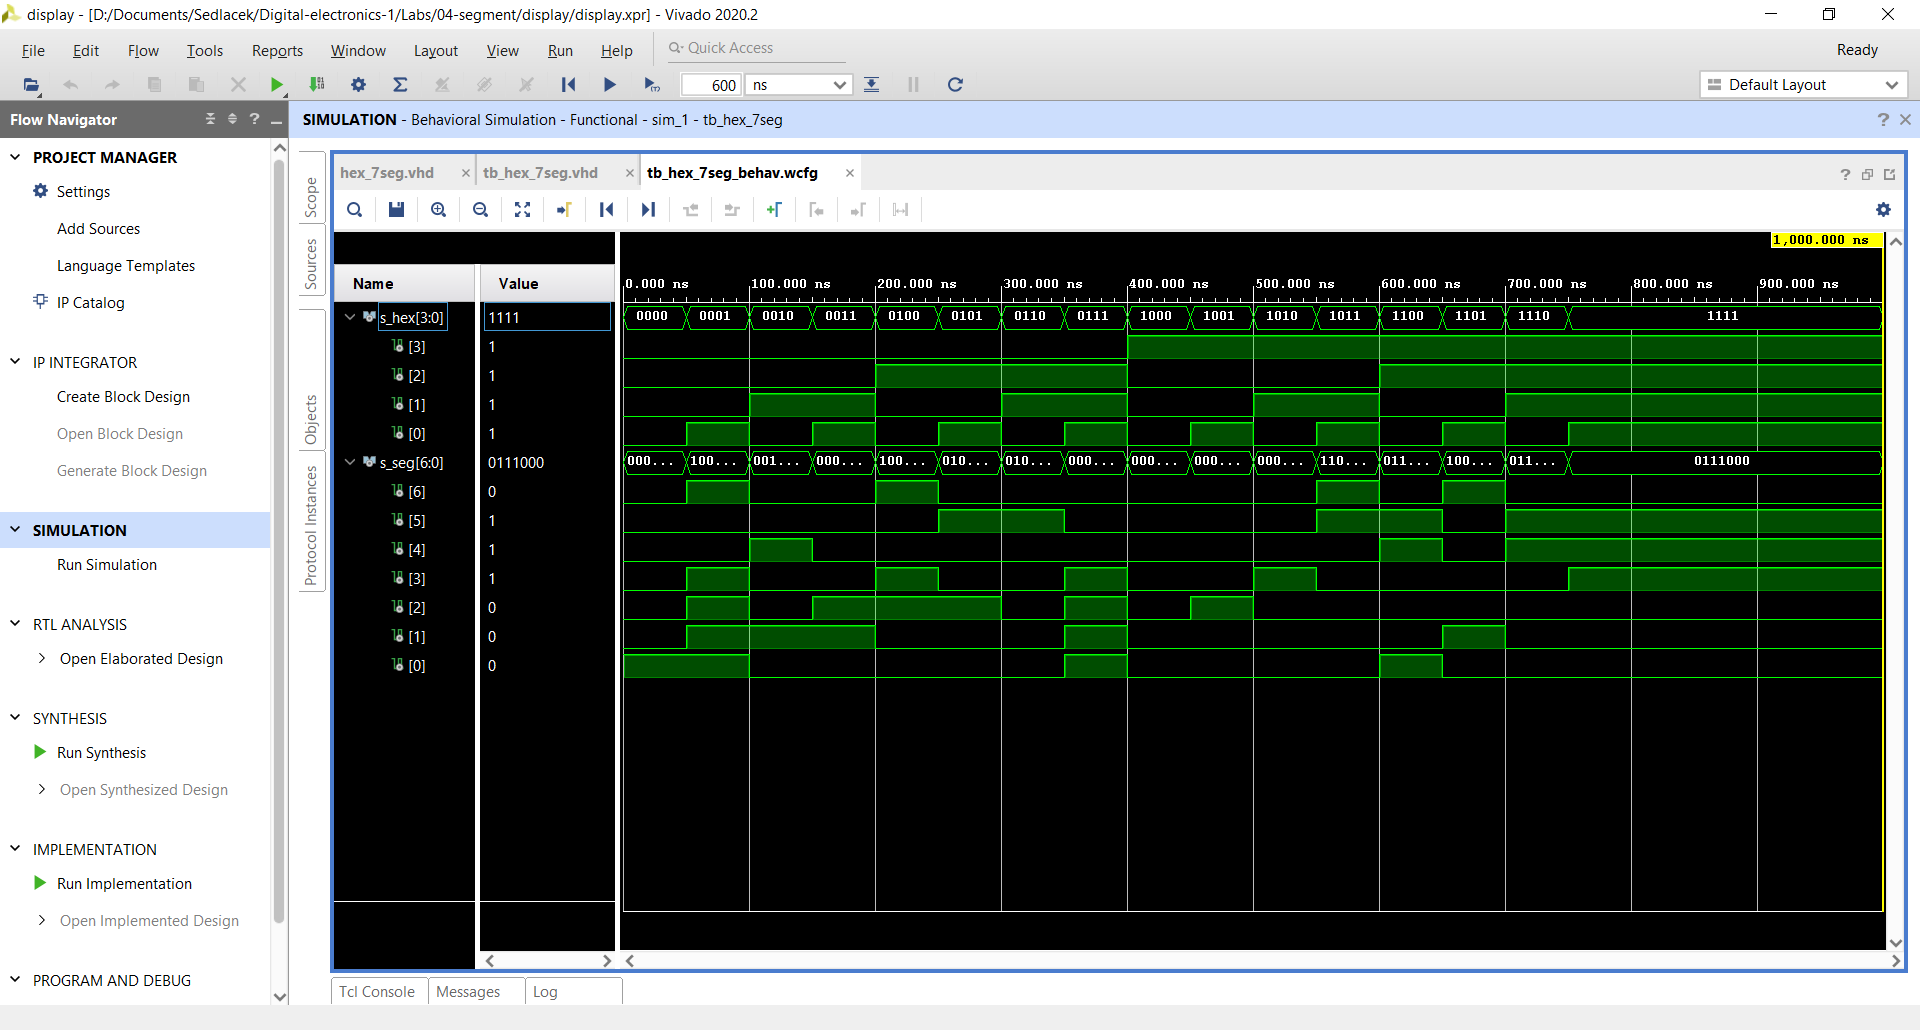 display - [D:/Documents/Sedlacek/Digital-electronics-1/Labs/04-segment/display/display.xpr] - Vivado 2020.2
File Edit Flow Tools Reports Window Layout View Run Help Quick Access Ready
600 ns Default Layout
Flow Navigator ? _
SIMULATION - Behavioral Simulation - Functional - sim_1 - tb_hex_7seg ? ×
PROJECT MANAGER
Settings
Add Sources
Language Templates
IP Catalog
IP INTEGRATOR
Create Block Design
Open Block Design
Generate Block Design
SIMULATION
Run Simulation
RTL ANALYSIS
Open Elaborated Design
SYNTHESIS
Run Synthesis
Open Synthesized Design
IMPLEMENTATION
Run Implementation
Open Implemented Design
PROGRAM AND DEBUG
Scope
Sources
Objects
Protocol Instances
hex_7seg.vhd × tb_hex_7seg.vhd × tb_hex_7seg_behav.wcfg × ?
1,000.000 ns
Name Value 0.000 ns 100.000 ns 200.000 ns 300.000 ns 400.000 ns 500.000 ns 600.000 ns 700.000 ns 800.000 ns 900.000 ns
s_hex[3:0] 1111 0000 0001 0010 0011 0100 0101 0110 0111 1000 1001 1010 1011 1100 1101 1110 1111
[3] 1
[2] 1
[1] 1
[0] 1
s_seg[6:0] 0111000 000... 100... 001... 000... 100... 010... 010... 000... 000... 000... 000... 110... 011... 100... 011... 0111000
[6] 0
[5] 1
[4] 1
[3] 1
[2] 0
[1] 0
[0] 0
Tcl Console Messages Log